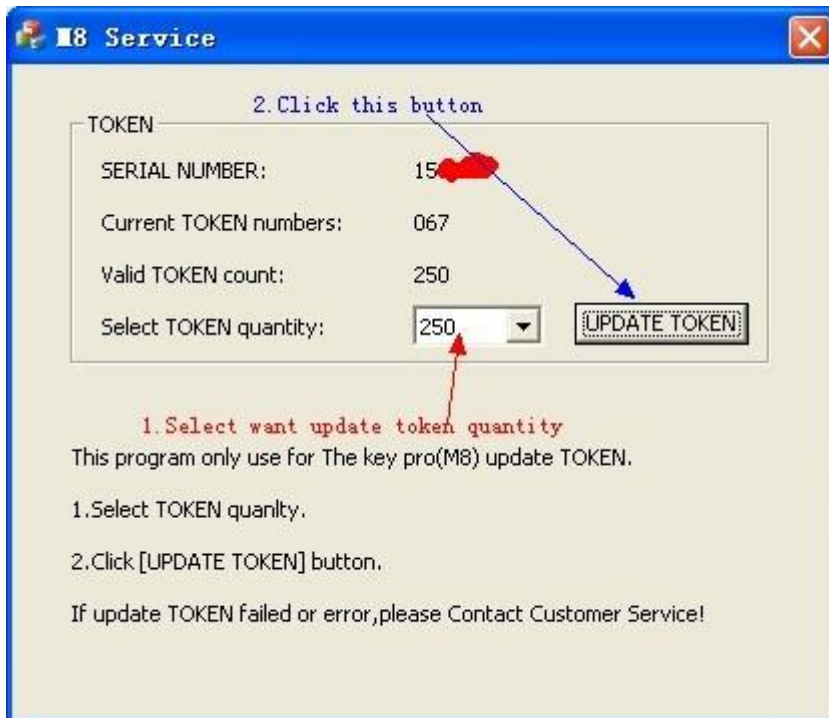 M8 Service
2.Click this button
TOKEN
SERIAL NUMBER: 15
Current TOKEN numbers: 067
Valid TOKEN count: 250
Select TOKEN quantity: 250 UPDATE TOKEN
1.Select want update token quantity
This program only use for The key pro(M8) update TOKEN.
1.Select TOKEN quanlty.
2.Click [UPDATE TOKEN] button.
If update TOKEN failed or error,please Contact Customer Service!